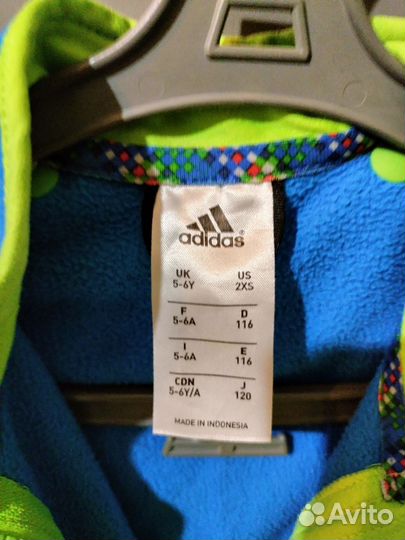 adidas
UK US
5-6Y 2XS
F D
5-6A 116
I E
5-6A 116
CDN J
5-6Y/A 120
MADE IN INDONESIA
Avito